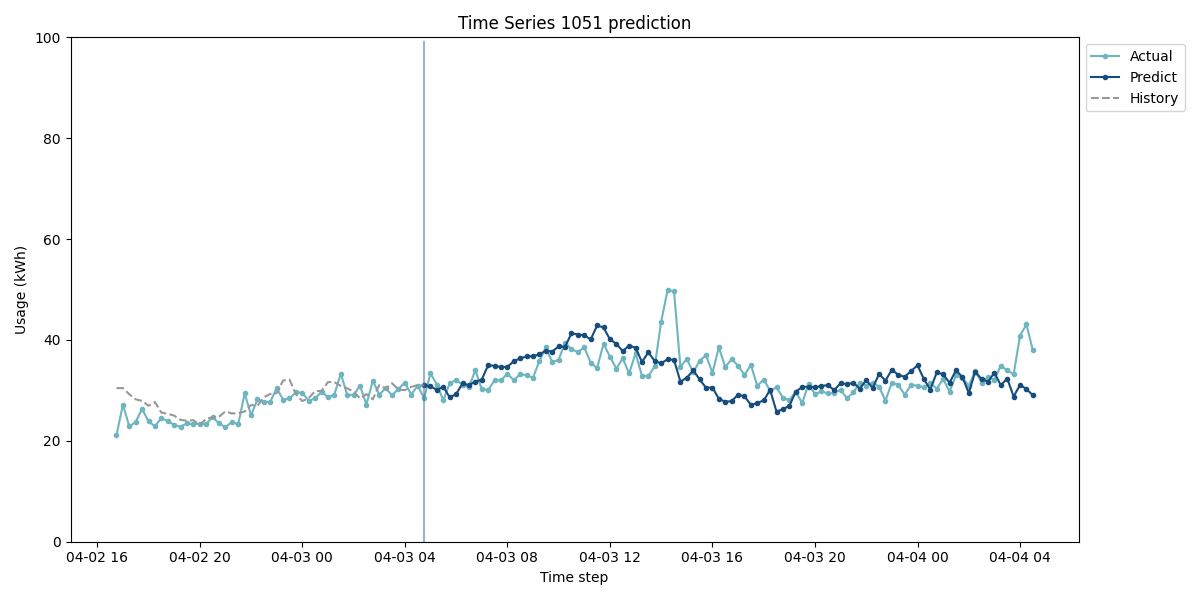 Time Series 1051 prediction
100
80
60
40
20
0
Usage (kWh)
04-02 16
04-02 20
04-03 00
04-03 04
04-03 08
04-03 12
04-03 16
04-03 20
04-04 00
04-04 04
Time step
Actual
Predict
History